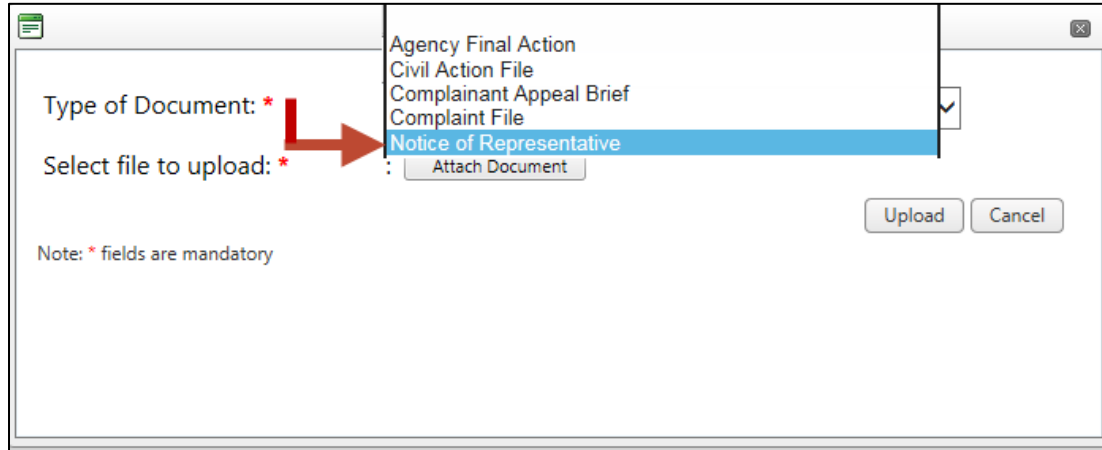 Agency Final Action
Civil Action File
Complainant Appeal Brief
Complaint File
Notice of Representative
Type of Document: *
Select file to upload: *
: Attach Document
Upload Cancel
Note: * fields are mandatory